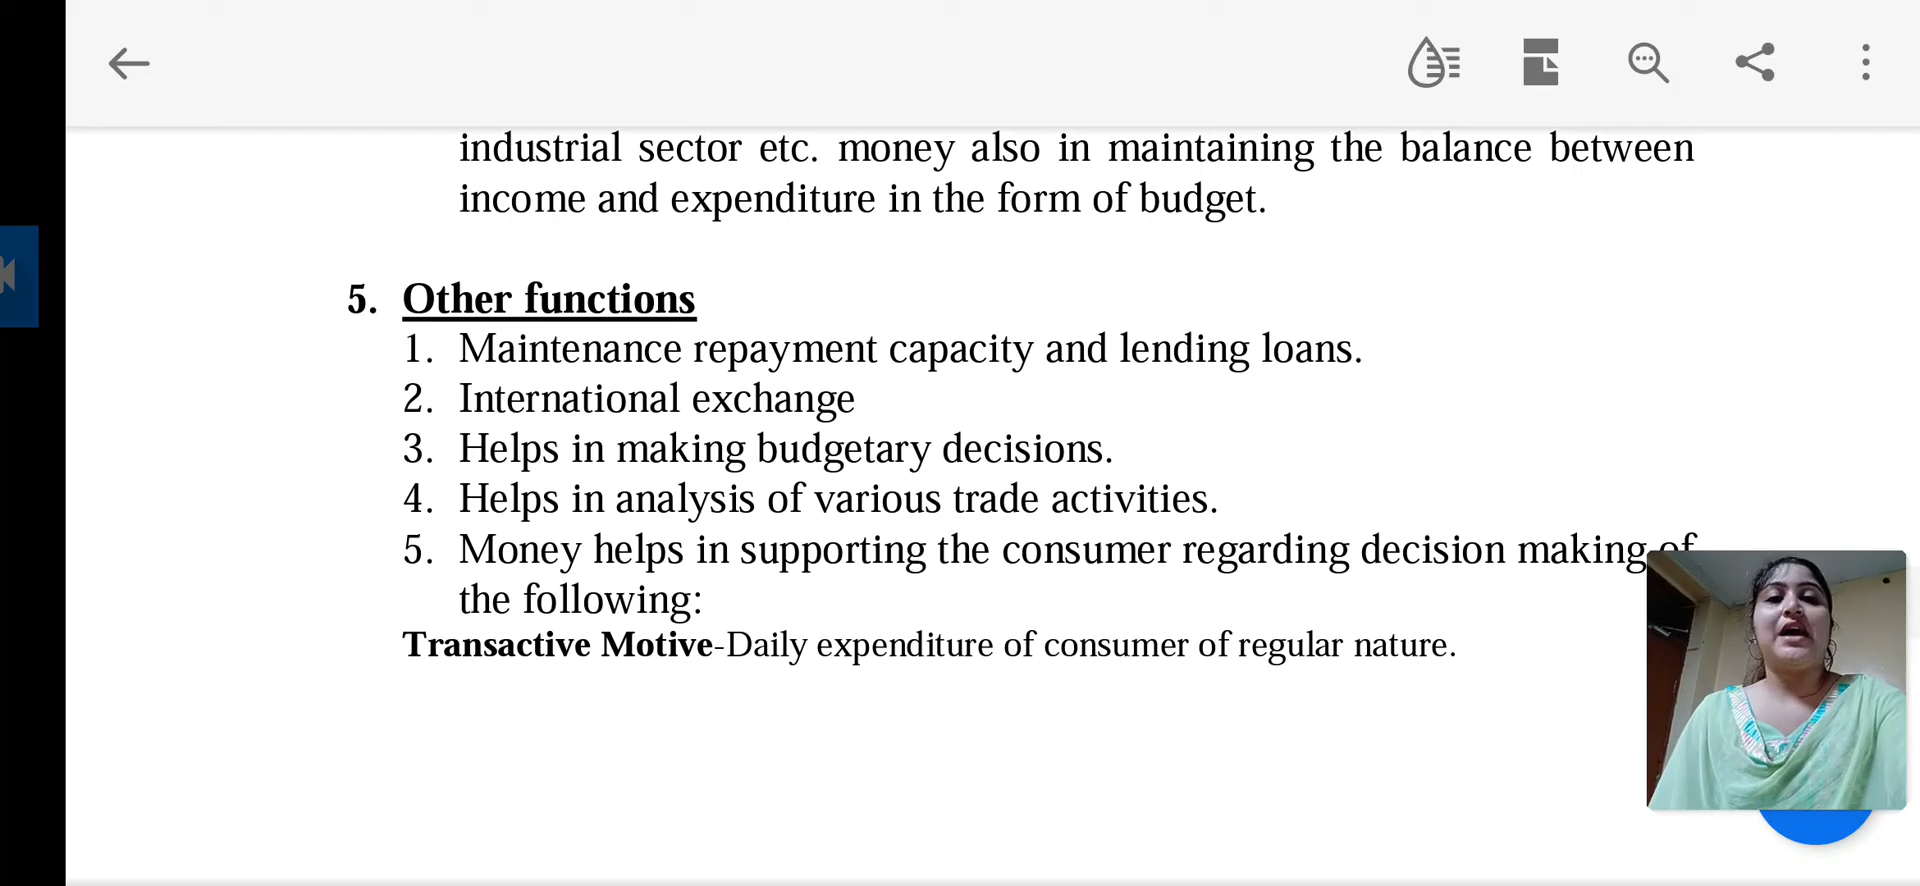 industrial sector etc. money also in maintaining the balance between
income and expenditure in the form of budget.
5. Other functions
1. Maintenance repayment capacity and lending loans.
2. International exchange
3. Helps in making budgetary decisions.
4. Helps in analysis of various trade activities.
5. Money helps in supporting the consumer regarding decision making of
the following:
Transactive Motive-Daily expenditure of consumer of regular nature.